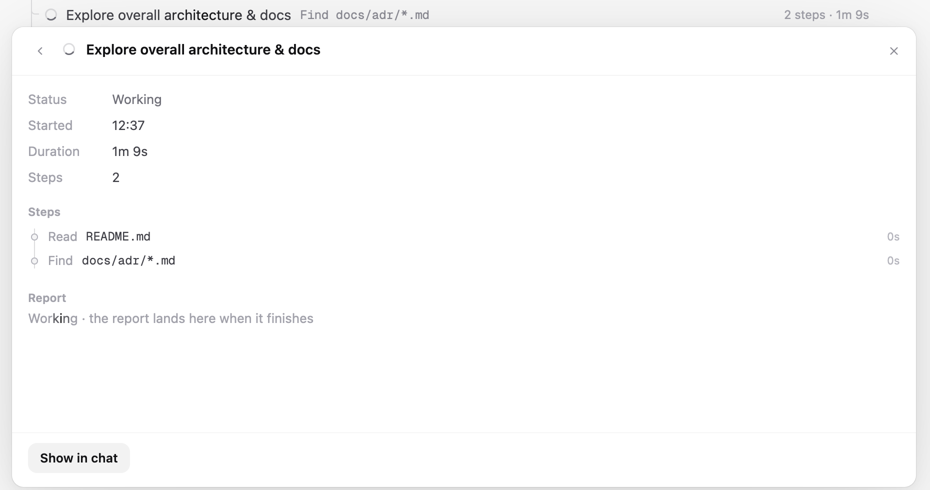 Explore overall architecture & docs Find docs/adr/*.md 2 steps · 1m 9s
Explore overall architecture & docs
Status Working
Started 12:37
Duration 1m 9s
Steps 2
Steps
Read README.md 0s
Find docs/adr/*.md 0s
Report
Working · the report lands here when it finishes
Show in chat